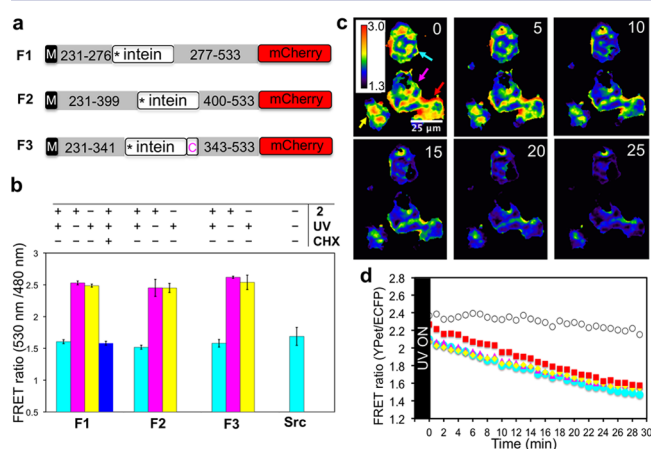 a
F1 M 231-276 * intein 277-533 mCherry
F2 M 231-399 * intein 400-533 mCherry
F3 M 231-341 * intein C 343-533 mCherry
b
+ + − + + + − + + − − 2
+ − + + + − + + − + − UV
− − − + − − − − − − − CHX
FRET ratio (530 nm /480 nm)
3
2.5
2
1.5
1
0.5
F1 F2 F3 Src
c
3.0
1.3
0 5 10
25 µm
15 20 25
d
FRET ratio (YPet/ECFP)
2.8
2.6
2.4
2.2
2.0
1.8
1.6
1.4
1.2
UV ON
0 2 4 6 8 10 12 14 16 18 20 22 24 26 28 30
Time (min)